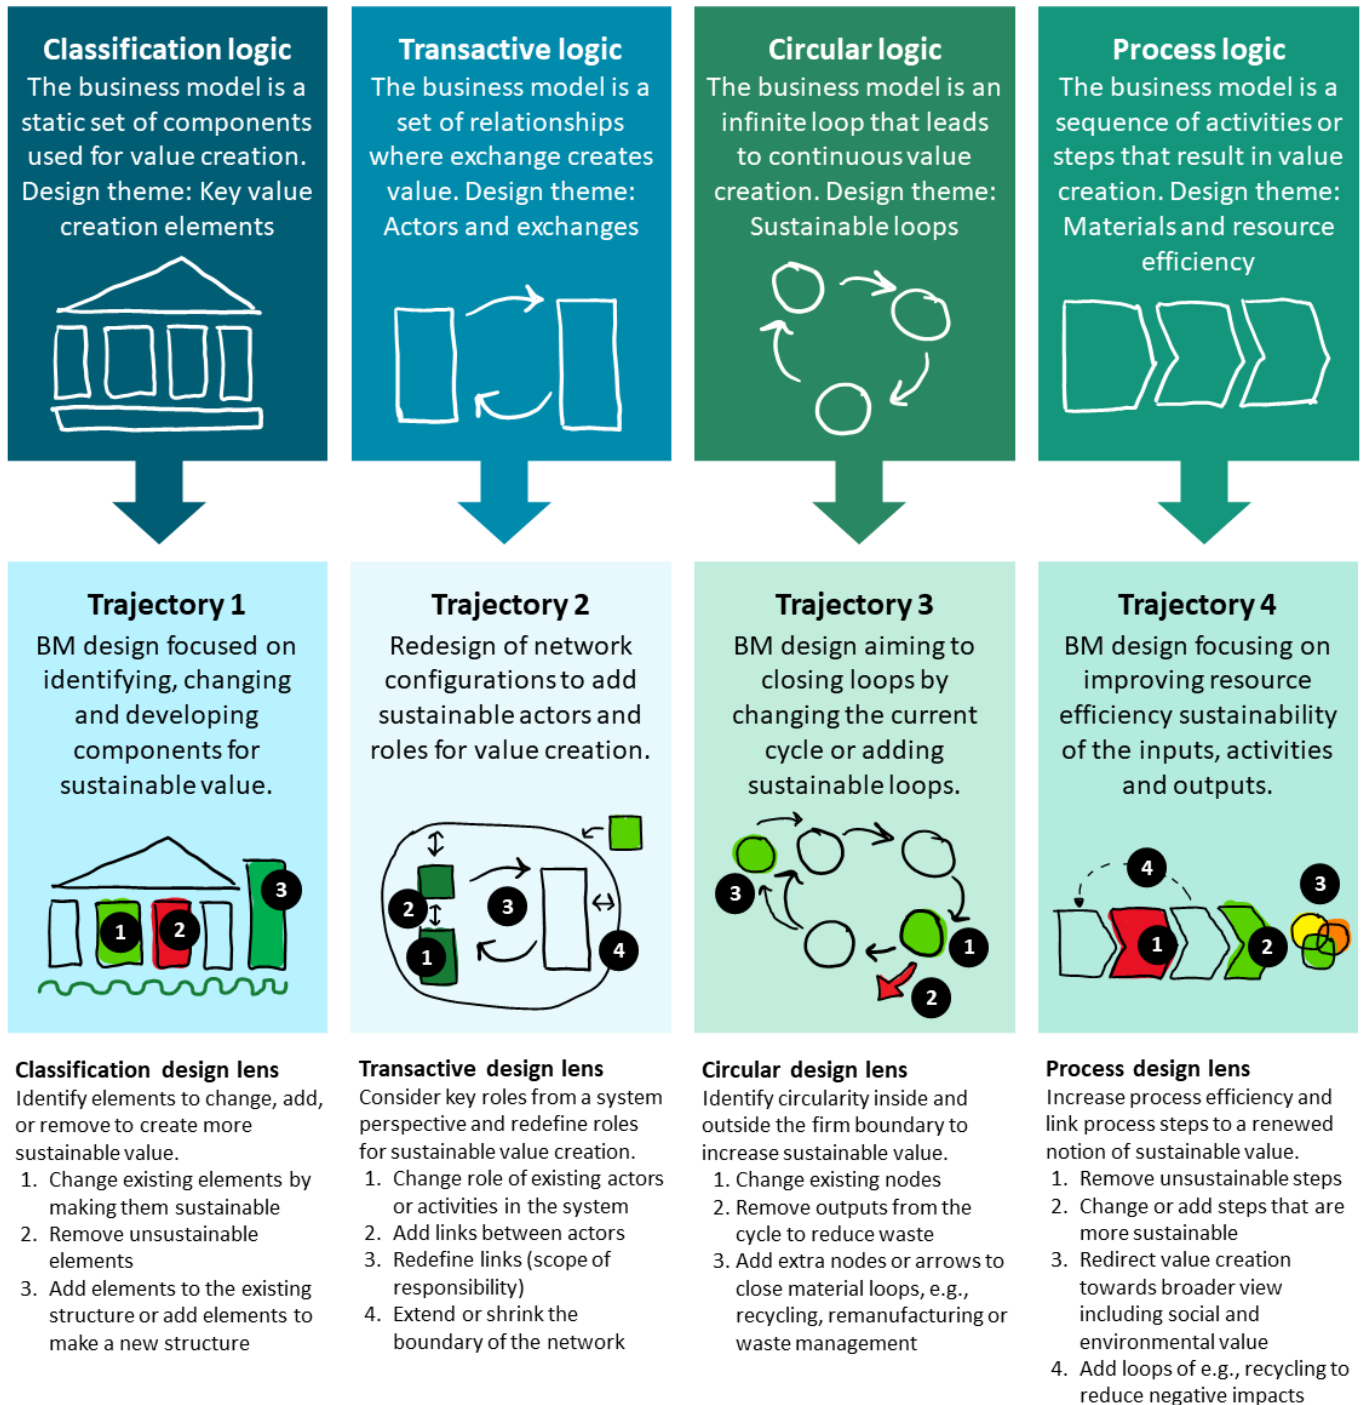 Classification logic
The business model is a
static set of components
used for value creation.
Design theme: Key value
creation elements
Transactive logic
The business model is a
set of relationships
where exchange creates
value. Design theme:
Actors and exchanges
Circular logic
The business model is an
infinite loop that leads
to continuous value
creation. Design theme:
Sustainable loops
Process logic
The business model is a
sequence of activities or
steps that result in value
creation. Design theme:
Materials and resource
efficiency
Trajectory 1
BM design focused on
identifying, changing
and developing
components for
sustainable value.
1
2
3
Trajectory 2
Redesign of network
configurations to add
sustainable actors and
roles for value creation.
2
3
1
4
Trajectory 3
BM design aiming to
closing loops by
changing the current
cycle or adding
sustainable loops.
3
1
2
Trajectory 4
BM design focusing on
improving resource
efficiency sustainability
of the inputs, activities
and outputs.
4
3
1
2
Classification design lens
Identify elements to change, add,
or remove to create more
sustainable value.
1. Change existing elements by
making them sustainable
2. Remove unsustainable
elements
3. Add elements to the existing
structure or add elements to
make a new structure
Transactive design lens
Consider key roles from a system
perspective and redefine roles
for sustainable value creation.
1. Change role of existing actors
or activities in the system
2. Add links between actors
3. Redefine links (scope of
responsibility)
4. Extend or shrink the
boundary of the network
Circular design lens
Identify circularity inside and
outside the firm boundary to
increase sustainable value.
1. Change existing nodes
2. Remove outputs from the
cycle to reduce waste
3. Add extra nodes or arrows to
close material loops, e.g.,
recycling, remanufacturing or
waste management
Process design lens
Increase process efficiency and
link process steps to a renewed
notion of sustainable value.
1. Remove unsustainable steps
2. Change or add steps that are
more sustainable
3. Redirect value creation
towards broader view
including social and
environmental value
4. Add loops of e.g., recycling to
reduce negative impacts